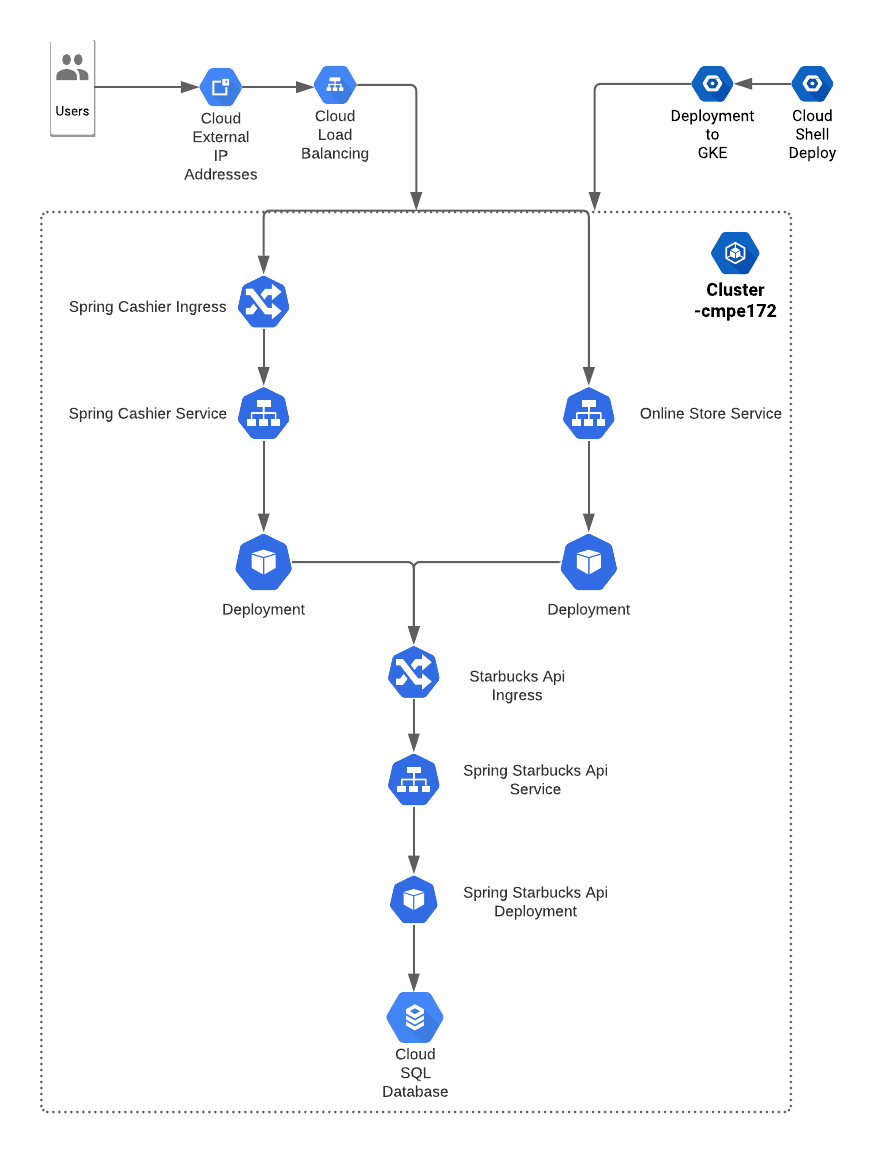 Users
Cloud
External
IP
Addresses
Cloud
Load
Balancing
Deployment
to
GKE
Cloud
Shell
Deploy
Cluster
-cmpe172
Spring Cashier Ingress
Spring Cashier Service
Online Store Service
Deployment
Deployment
Starbucks Api
Ingress
Spring Starbucks Api
Service
Spring Starbucks Api
Deployment
Cloud
SQL
Database